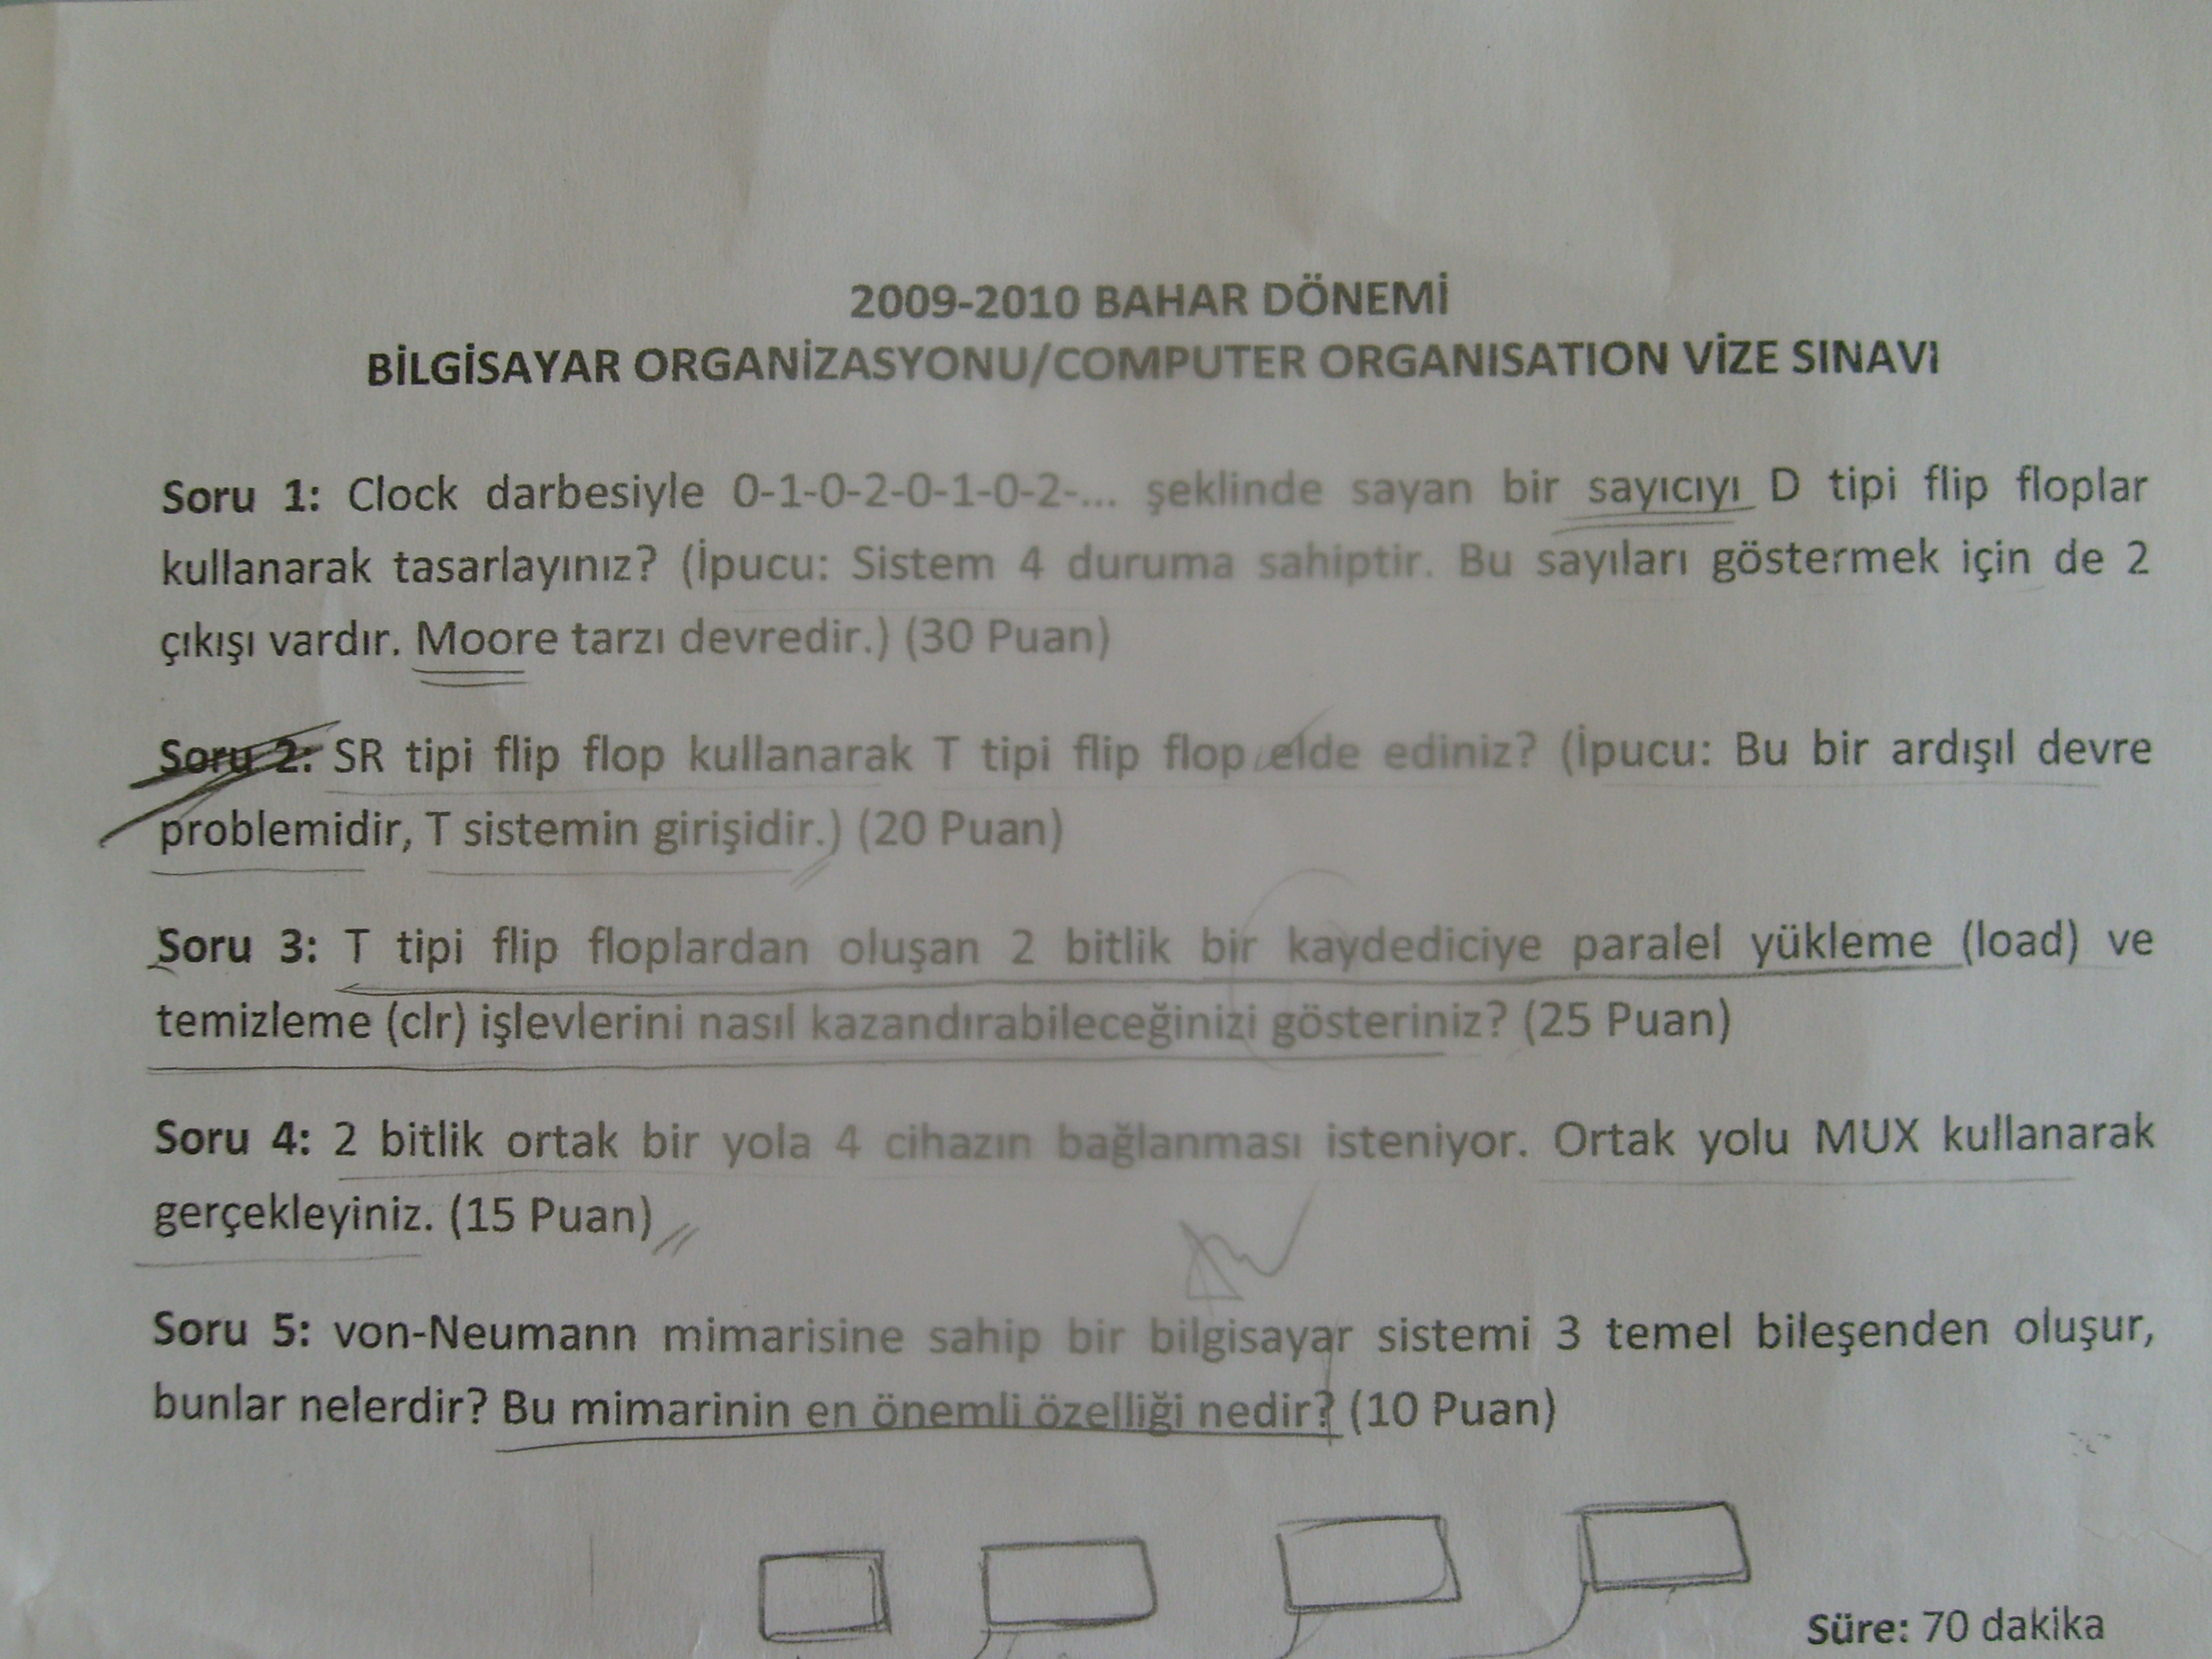 2009-2010 BAHAR DÖNEMİ
BİLGİSAYAR ORGANİZASYONU/COMPUTER ORGANISATION VİZE SINAVI
Soru 1: Clock darbesiyle 0-1-0-2-0-1-0-2-... şeklinde sayan bir sayıcıyı D tipi flip floplar
kullanarak tasarlayınız? (İpucu: Sistem 4 duruma sahiptir. Bu sayıları göstermek için de 2
çıkışı vardır. Moore tarzı devredir.) (30 Puan)
Soru 2: SR tipi flip flop kullanarak T tipi flip flop elde ediniz? (İpucu: Bu bir ardışıl devre
problemidir, T sistemin girişidir.) (20 Puan)
Soru 3: T tipi flip floplardan oluşan 2 bitlik bir kaydediciye paralel yükleme (load) ve
temizleme (clr) işlevlerini nasıl kazandırabileceğinizi gösteriniz? (25 Puan)
Soru 4: 2 bitlik ortak bir yola 4 cihazın bağlanması isteniyor. Ortak yolu MUX kullanarak
gerçekleyiniz. (15 Puan)
Soru 5: von-Neumann mimarisine sahip bir bilgisayar sistemi 3 temel bileşenden oluşur,
bunlar nelerdir? Bu mimarinin en önemli özelliği nedir? (10 Puan)
Süre: 70 dakika